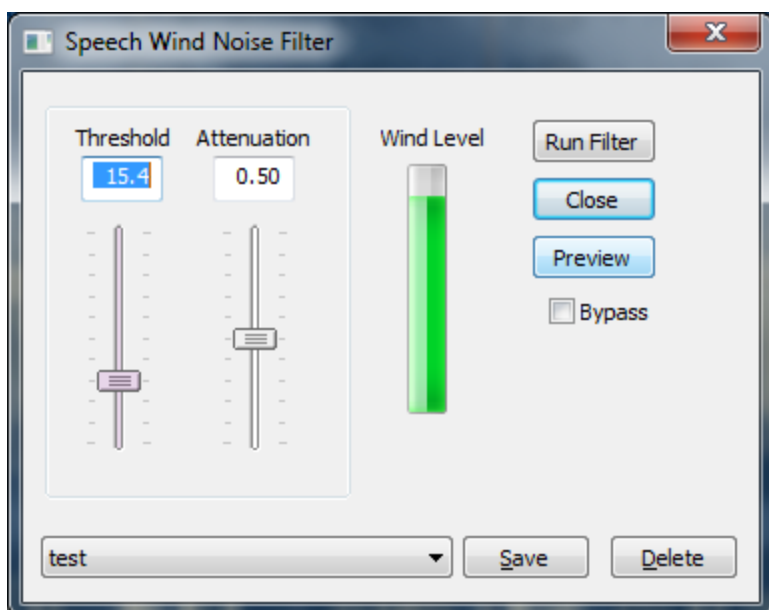 Speech Wind Noise Filter
Threshold Attenuation Wind Level Run Filter
15.4 0.50
Close
Preview
Bypass
test Save Delete